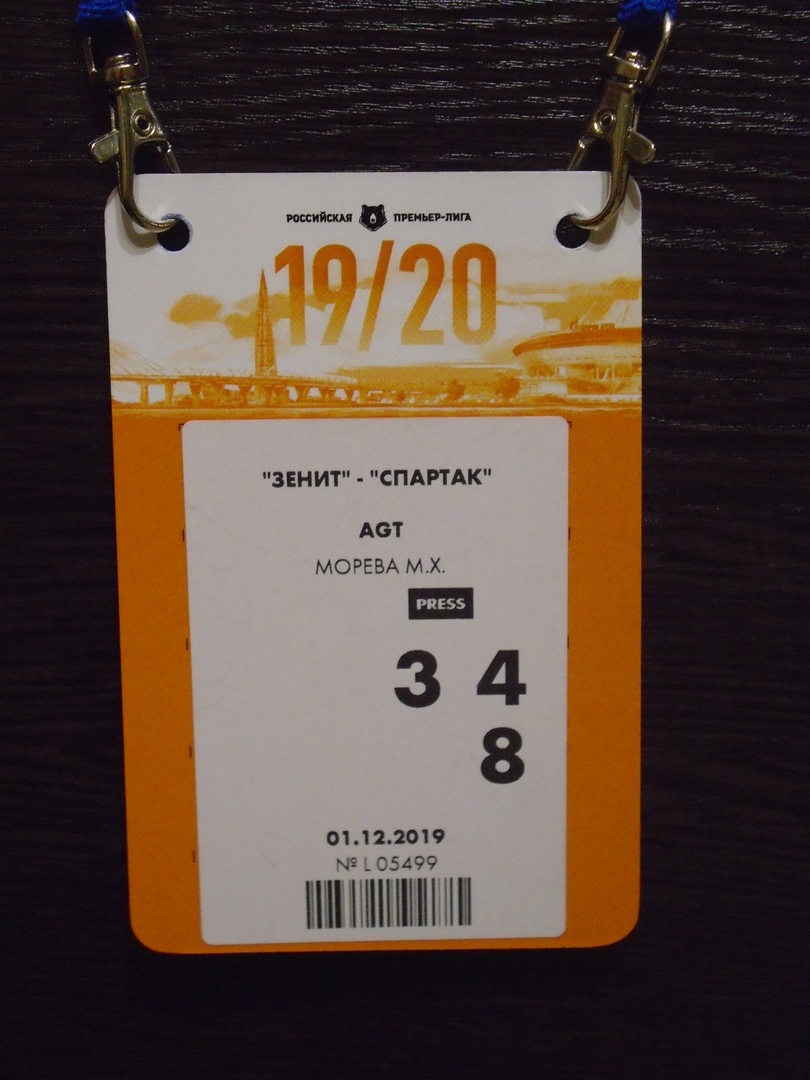 РОССИЙСКАЯ ПРЕМЬЕР-ЛИГА
19/20
"ЗЕНИТ" - "СПАРТАК"
AGT
МОРЕВА М.Х.
PRESS
3 4
8
01.12.2019
№ L 05499